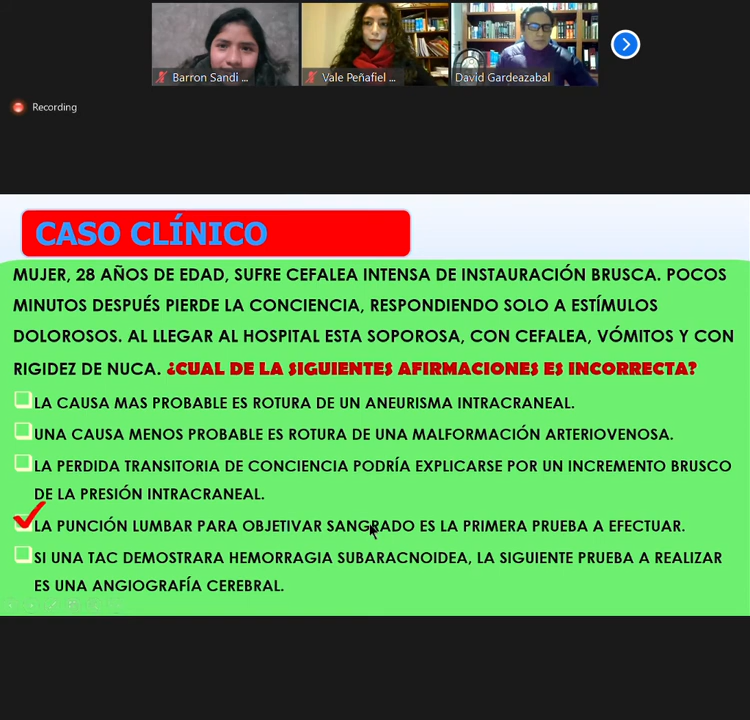 Barron Sandi ...
Vale Peñafiel ...
David Gardeazabal
Recording
CASO CLÍNICO
MUJER, 28 AÑOS DE EDAD, SUFRE CEFALEA INTENSA DE INSTAURACIÓN BRUSCA. POCOS
MINUTOS DESPUÉS PIERDE LA CONCIENCIA, RESPONDIENDO SOLO A ESTÍMULOS
DOLOROSOS. AL LLEGAR AL HOSPITAL ESTA SOPOROSA, CON CEFALEA, VÓMITOS Y CON
RIGIDEZ DE NUCA. ¿CUAL DE LA SIGUIENTES AFIRMACIONES ES INCORRECTA?
LA CAUSA MAS PROBABLE ES ROTURA DE UN ANEURISMA INTRACRANEAL.
UNA CAUSA MENOS PROBABLE ES ROTURA DE UNA MALFORMACIÓN ARTERIOVENOSA.
LA PERDIDA TRANSITORIA DE CONCIENCIA PODRÍA EXPLICARSE POR UN INCREMENTO BRUSCO
DE LA PRESIÓN INTRACRANEAL.
LA PUNCIÓN LUMBAR PARA OBJETIVAR SANGRADO ES LA PRIMERA PRUEBA A EFECTUAR.
SI UNA TAC DEMOSTRARA HEMORRAGIA SUBARACNOIDEA, LA SIGUIENTE PRUEBA A REALIZAR
ES UNA ANGIOGRAFÍA CEREBRAL.